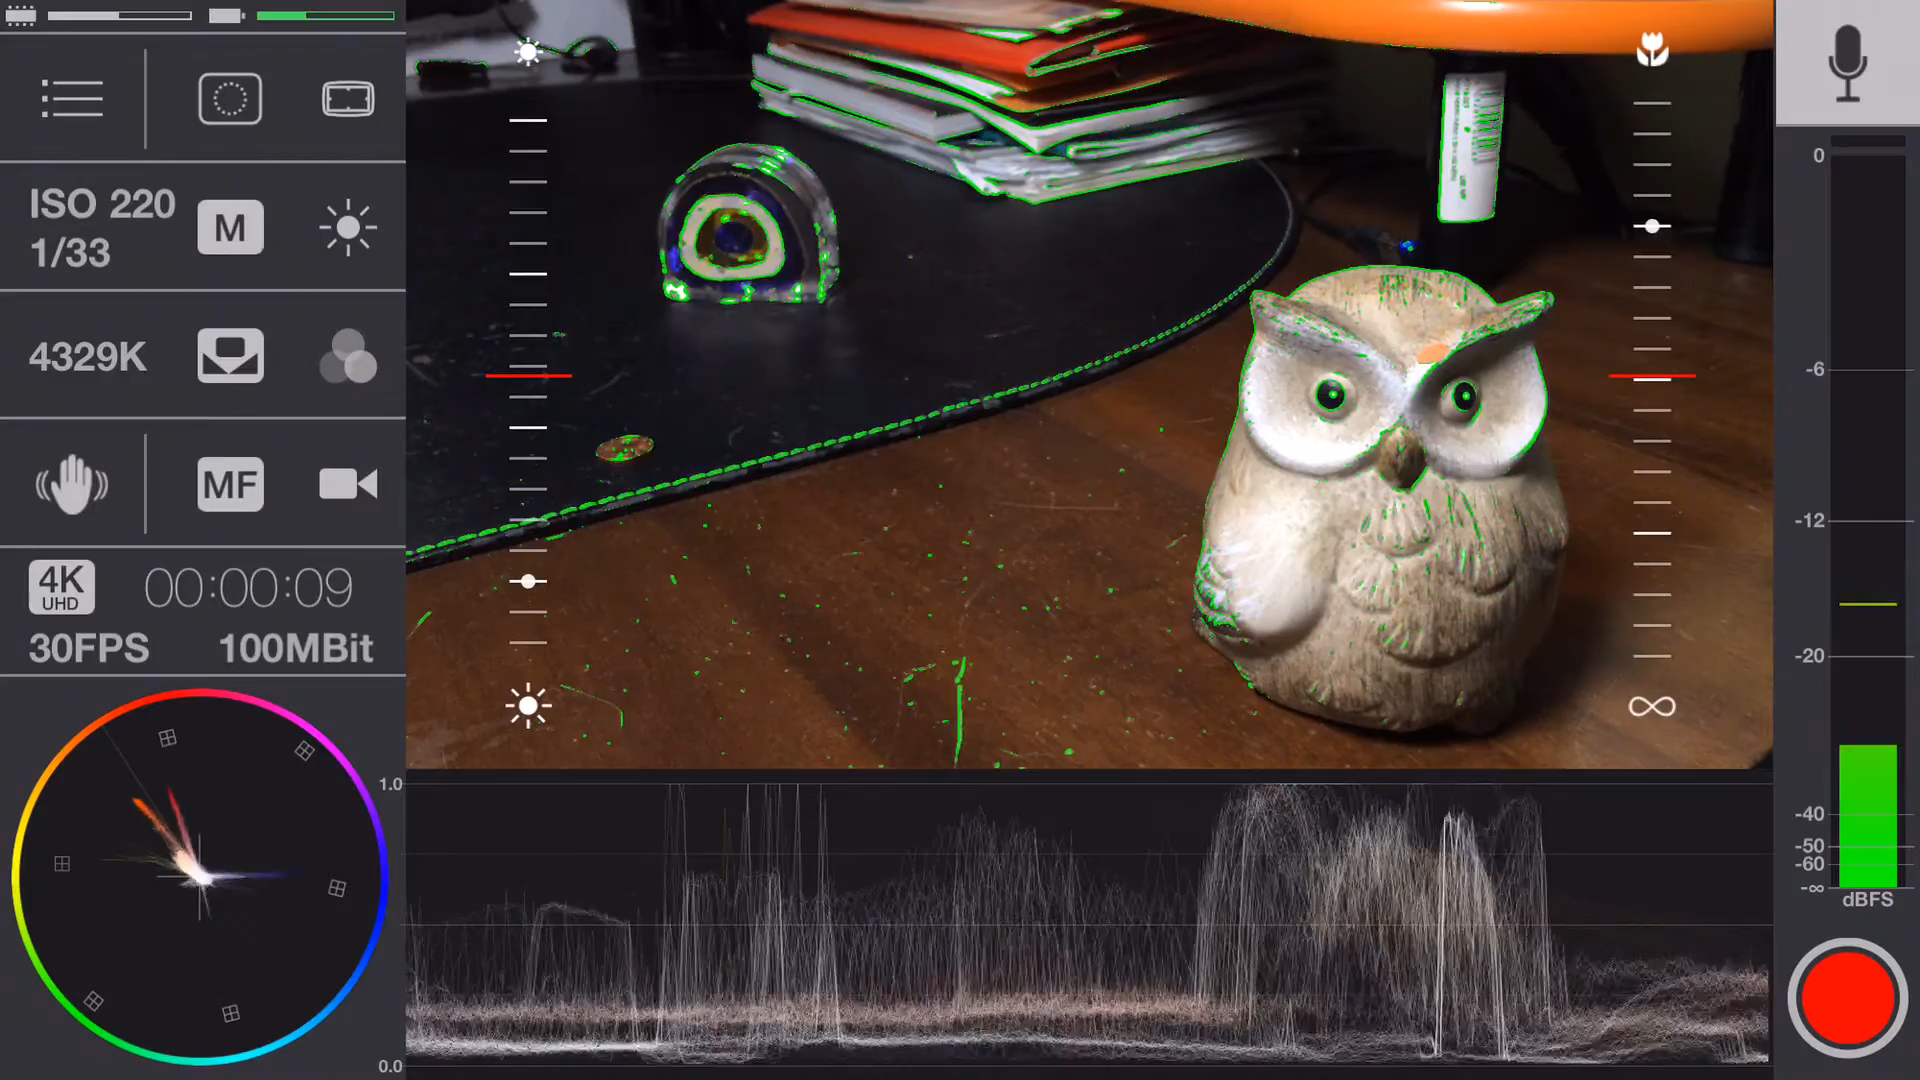 ISO 220
1/33
M
4329K
MF
4K
UHD
00:00:09
30FPS
100MBit
1.0
0.0
0
-6
-12
-20
-40
-50
-60
-∞
dBFS
∞